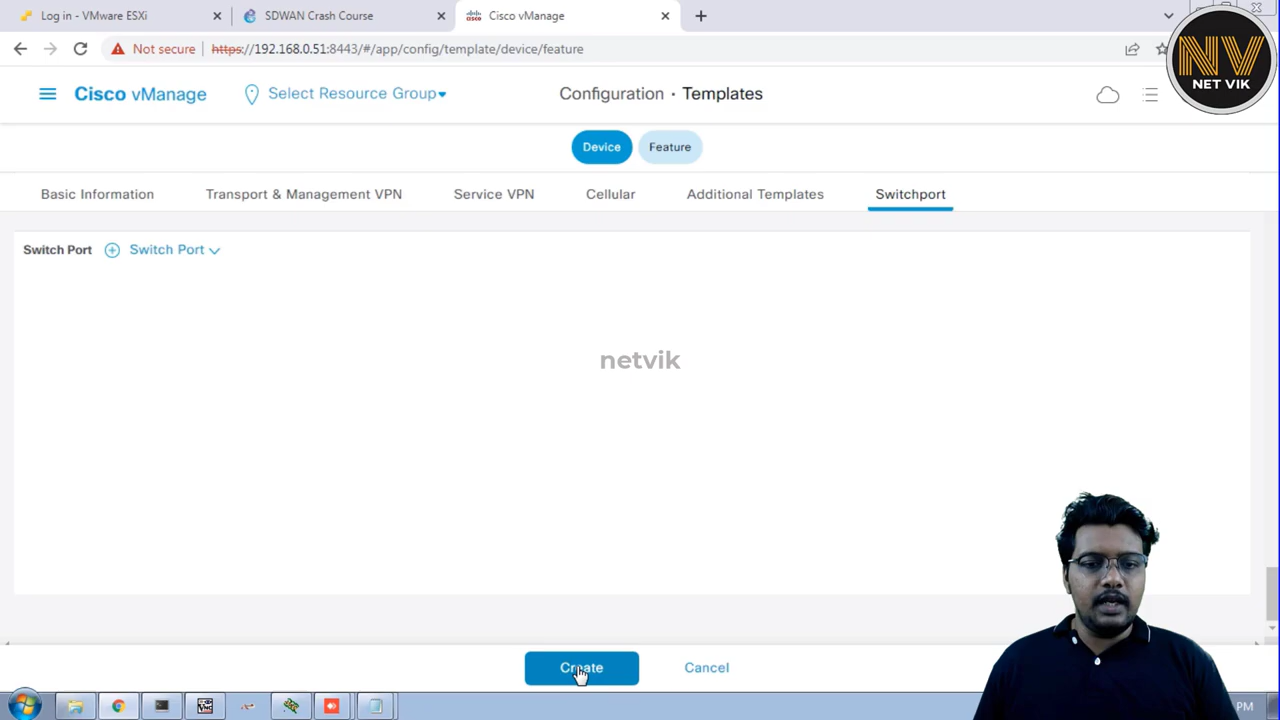 Log in - VMware ESXi
SDWAN Crash Course
Cisco vManage
Not secure
https://192.168.0.51:8443/#/app/config/template/device/feature
NV
NET VIK
Cisco vManage
Select Resource Group
Configuration · Templates
Device
Feature
Basic Information
Transport & Management VPN
Service VPN
Cellular
Additional Templates
Switchport
Switch Port
Switch Port
netvik
Create
Cancel
PM